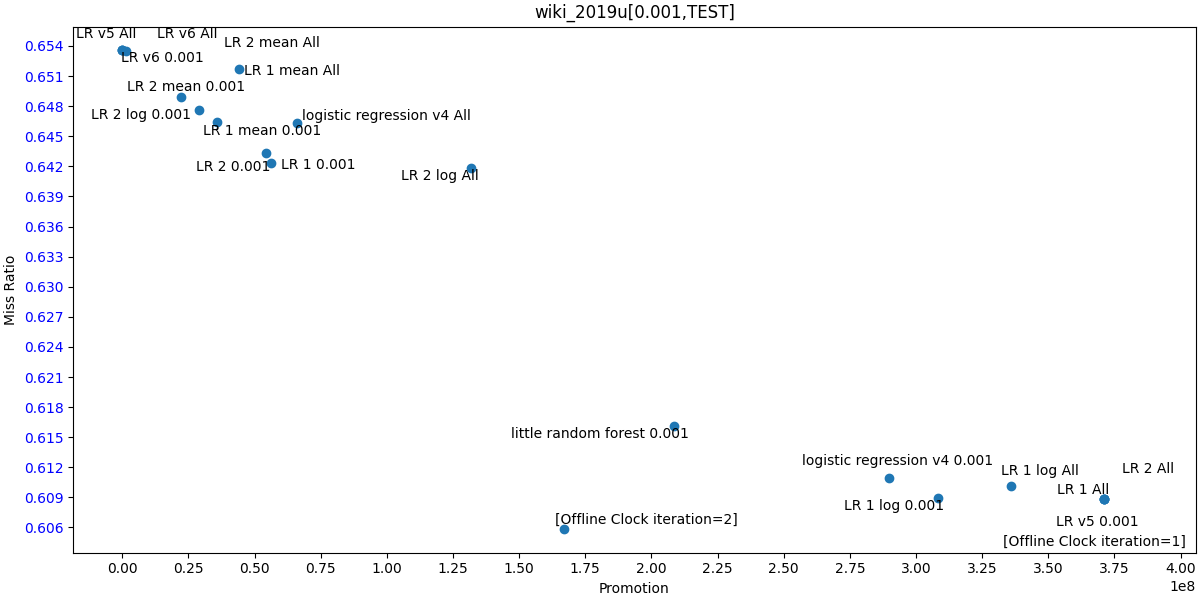 wiki_2019u[0.001,TEST]
LR v5 All
LR v6 All
LR 2 mean All
LR v6 0.001
LR 1 mean All
LR 2 mean 0.001
LR 2 log 0.001
logistic regression v4 All
LR 1 mean 0.001
LR 2 0.001
LR 1 0.001
LR 2 log All
little random forest 0.001
logistic regression v4 0.001
LR 1 log All
LR 2 All
LR 1 All
LR 1 log 0.001
[Offline Clock iteration=2]
LR v5 0.001
[Offline Clock iteration=1]
Miss Ratio
0.654
0.651
0.648
0.645
0.642
0.639
0.636
0.633
0.630
0.627
0.624
0.621
0.618
0.615
0.612
0.609
0.606
0.00 0.25 0.50 0.75 1.00 1.25 1.50 1.75 2.00 2.25 2.50 2.75 3.00 3.25 3.50 3.75 4.00
1e8
Promotion